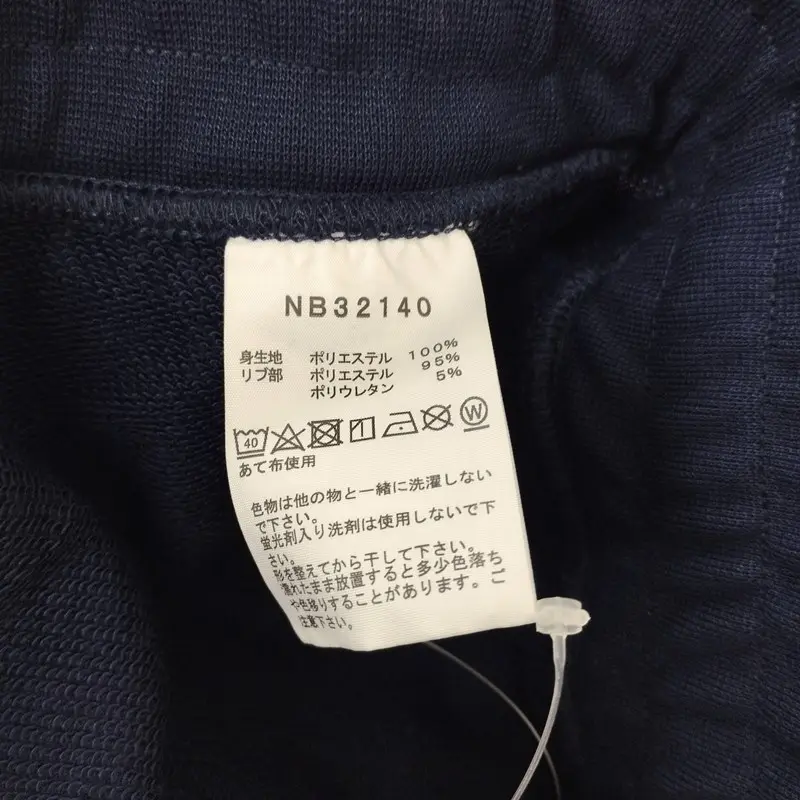 NB32140
身生地 ポリエステル 100%
リブ部 ポリエステル 95%
ポリウレタン 5%
40 W
あて布使用
色物は他の物と一緒に洗濯しない
で下さい。
蛍光剤入り洗剤は使用しないで下
さい。
形を整えてから干して下さい。
濡れたまま放置すると多少色落ち
や色移りすることがあります。ご
注意下さい。